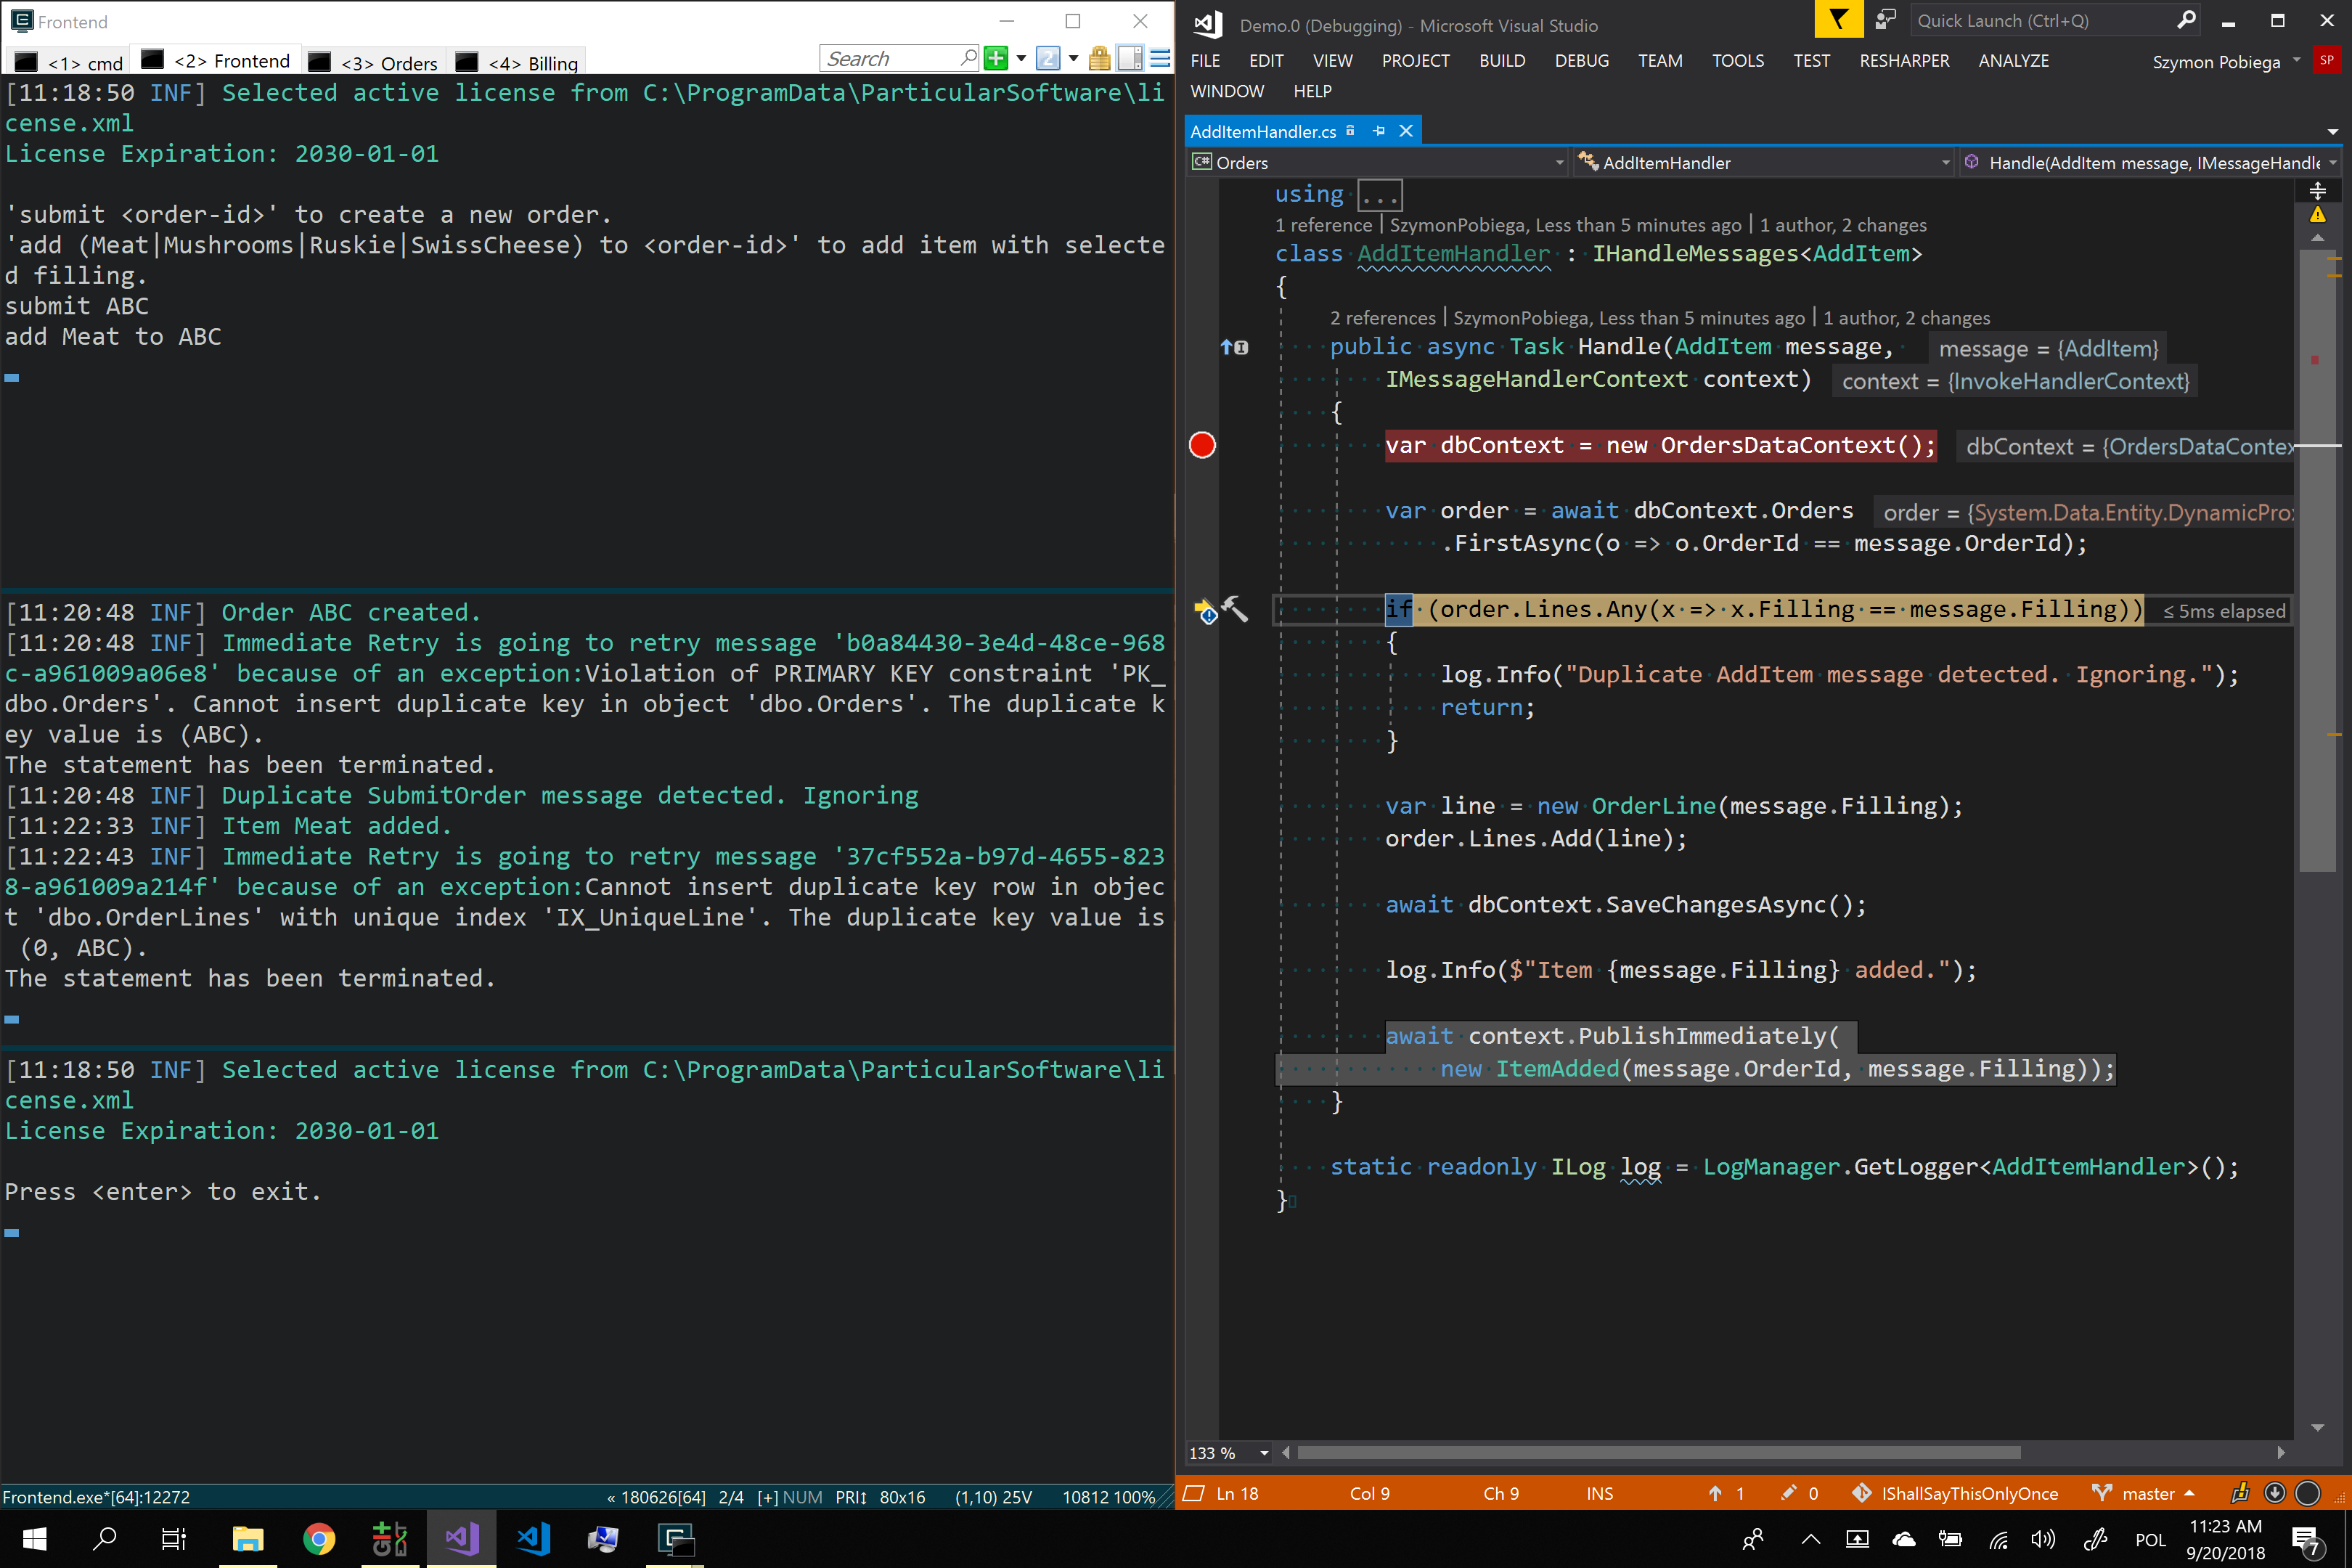 Frontend
<1> cmd
<2> Frontend
<3> Orders
<4> Billing
Search
[11:18:50 INF] Selected active license from C:\ProgramData\ParticularSoftware\li
cense.xml
License Expiration: 2030-01-01
'submit <order-id>' to create a new order.
'add (Meat|Mushrooms|Ruskie|SwissCheese) to <order-id>' to add item with selecte
d filling.
submit ABC
add Meat to ABC
[11:20:48 INF] Order ABC created.
[11:20:48 INF] Immediate Retry is going to retry message 'b0a84430-3e4d-48ce-968
c-a961009a06e8' because of an exception:Violation of PRIMARY KEY constraint 'PK_
dbo.Orders'. Cannot insert duplicate key in object 'dbo.Orders'. The duplicate k
ey value is (ABC).
The statement has been terminated.
[11:20:48 INF] Duplicate SubmitOrder message detected. Ignoring
[11:22:33 INF] Item Meat added.
[11:22:43 INF] Immediate Retry is going to retry message '37cf552a-b97d-4655-823
8-a961009a214f' because of an exception:Cannot insert duplicate key row in objec
t 'dbo.OrderLines' with unique index 'IX_UniqueLine'. The duplicate key value is
(0, ABC).
The statement has been terminated.
[11:18:50 INF] Selected active license from C:\ProgramData\ParticularSoftware\li
cense.xml
License Expiration: 2030-01-01
Press <enter> to exit.
Frontend.exe*[64]:12272
« 180626[64] 2/4 [+] NUM PRI↕ 80x16 (1,10) 25V 10812 100%
Demo.0 (Debugging) - Microsoft Visual Studio
Quick Launch (Ctrl+Q)
FILE EDIT VIEW PROJECT BUILD DEBUG TEAM TOOLS TEST RESHARPER ANALYZE
Szymon Pobiega SP
WINDOW HELP
AddItemHandler.cs
C# Orders
AddItemHandler
Handle(AddItem message, IMessageHandle
using ...
1 reference | SzymonPobiega, Less than 5 minutes ago | 1 author, 2 changes
class AddItemHandler : IHandleMessages<AddItem>
{
2 references | SzymonPobiega, Less than 5 minutes ago | 1 author, 2 changes
public async Task Handle(AddItem message, message = {AddItem}
IMessageHandlerContext context) context = {InvokeHandlerContext}
{
var dbContext = new OrdersDataContext(); dbContext = {OrdersDataContex
var order = await dbContext.Orders order = {System.Data.Entity.DynamicProx
.FirstAsync(o => o.OrderId == message.OrderId);
if (order.Lines.Any(x => x.Filling == message.Filling)) ≤ 5ms elapsed
{
log.Info("Duplicate AddItem message detected. Ignoring.");
return;
}
var line = new OrderLine(message.Filling);
order.Lines.Add(line);
await dbContext.SaveChangesAsync();
log.Info($"Item {message.Filling} added.");
await context.PublishImmediately(
new ItemAdded(message.OrderId, message.Filling));
}
static readonly ILog log = LogManager.GetLogger<AddItemHandler>();
}
133 %
Ln 18 Col 9 Ch 9 INS 1 0 IShallSayThisOnlyOnce master
POL
11:23 AM
9/20/2018
7